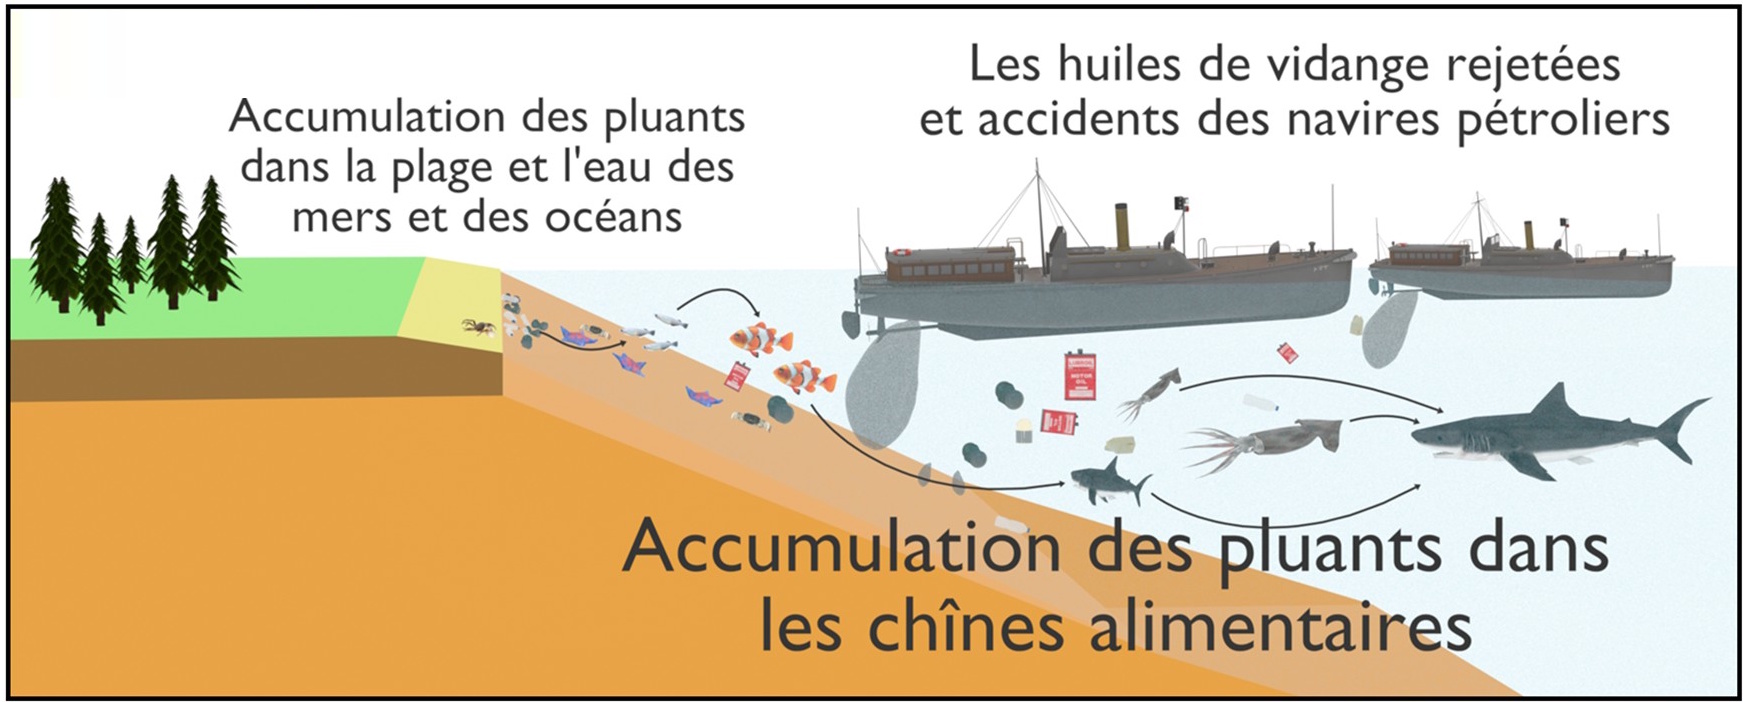 Les huiles de vidange rejetées
et accidents des navires pétroliers
Accumulation des pluants
dans la plage et l'eau des
mers et des océans
MOTOR
OIL
Accumulation des pluants dans
les chînes alimentaires